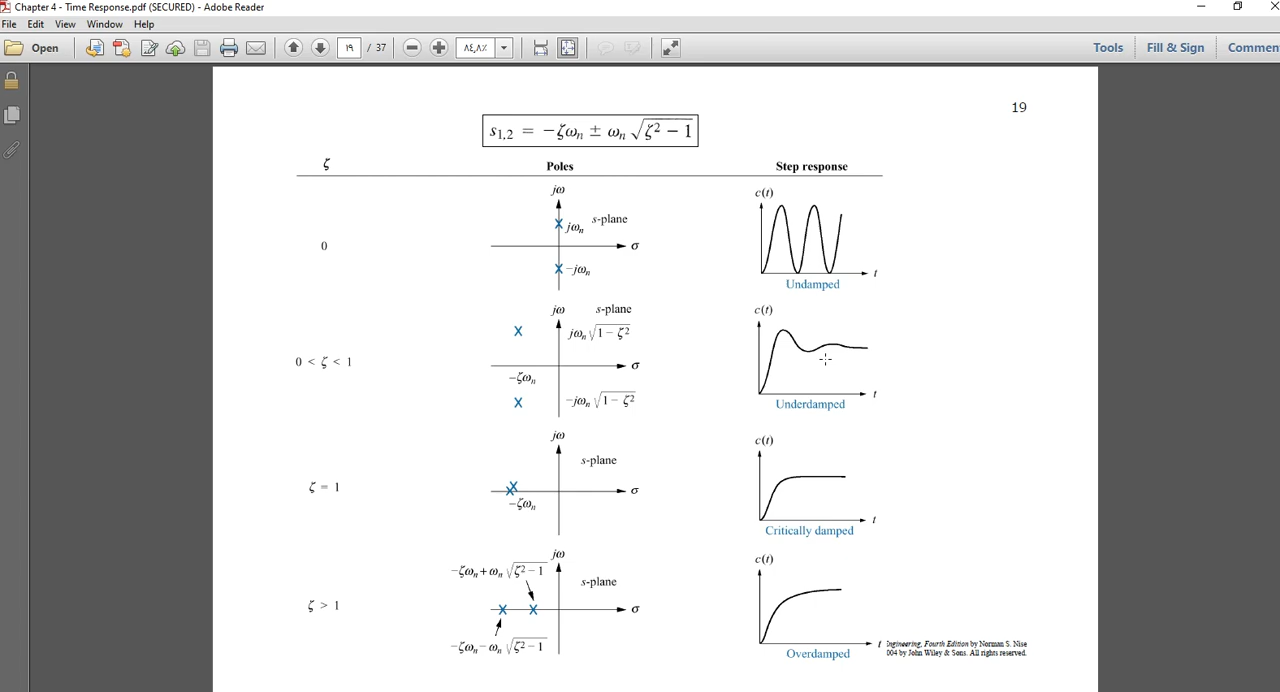 Chapter 4 - Time Response.pdf (SECURED) - Adobe Reader
File Edit View Window Help
Open ١٩ / 37 ٨٤,٨٪ Tools Fill & Sign Commen
19
s1,2 = −ζωn ± ωn √ζ² − 1
ζ Poles Step response
jω c(t)
s-plane
jωn
0 σ
−jωn t
Undamped
jω s-plane c(t)
jωn √1 − ζ²
0 < ζ < 1 σ
−ζωn
−jωn √1 − ζ² t
Underdamped
jω c(t)
s-plane
ζ = 1 σ
−ζωn
t
Critically damped
jω c(t)
−ζωn + ωn √ζ² − 1
s-plane
ζ > 1 σ
−ζωn − ωn √ζ² − 1 t
Overdamped
Engineering, Fourth Edition by Norman S. Nise
004 by John Wiley & Sons. All rights reserved.